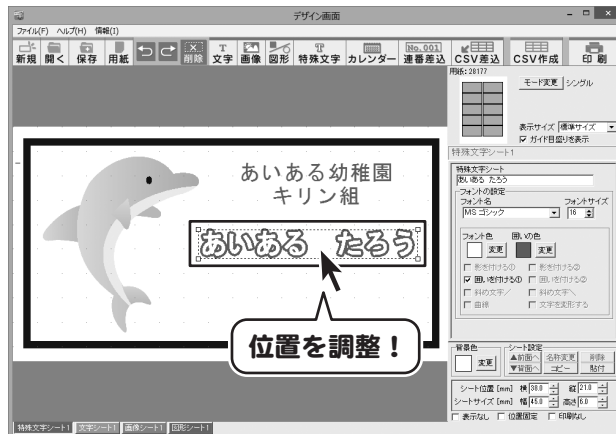 デザイン画面
ファイル(F) ヘルプ(H) 情報(I)
新規 開く 保存 用紙 削除 文字 画像 図形 特殊文字 カレンダー 連番差込 CSV差込 CSV作成 印刷
No.001
用紙: 28177
モード変更 シングル
表示サイズ 標準サイズ
ガイド目盛りを表示
特殊文字シート1
特殊文字シート
あいある たろう
フォントの設定
フォント名 フォントサイズ
MS ゴシック 16
フォント色 囲いの色
変更 変更
影を付ける① 影を付ける②
囲いを付ける① 囲いを付ける②
斜め文字／ 斜め文字＼
曲線 文字を変形する
背景色 シート設定
変更 ▲前面へ 名称変更 削除
▼背面へ コピー 貼付
シート位置 [mm] 横 38.0 縦 21.0
シートサイズ [mm] 幅 45.0 高さ 6.0
表示なし 位置固定 印刷なし
あいある幼稚園
キリン組
あいある たろう
位置を調整！
特殊文字シート1 文字シート1 画像シート1 図形シート1